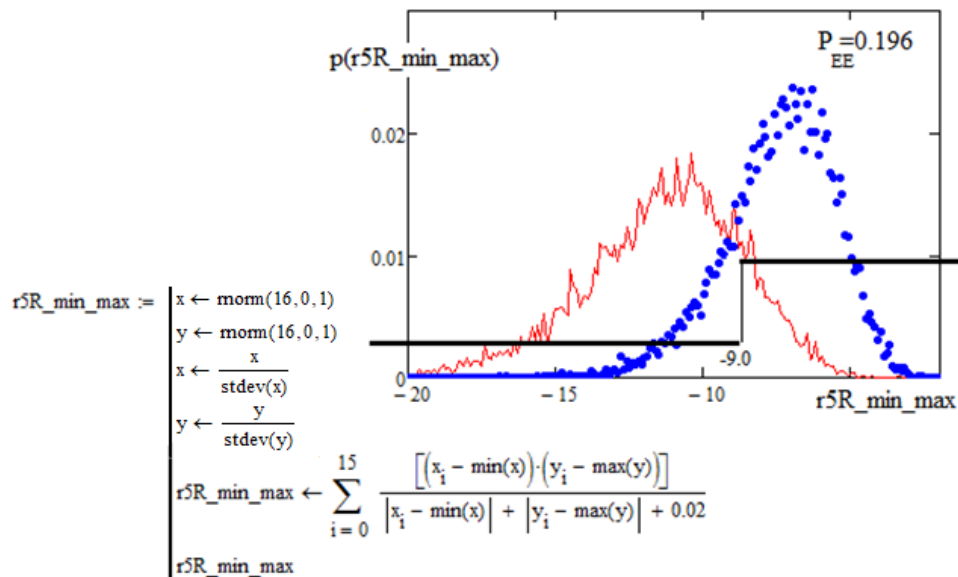 p(r5R_min_max)
P_EE=0.196
0.02
0.01
0
−20
−15
−10
-9.0
r5R_min_max
r5R_min_max :=
x ← rnorm(16,0,1)
y ← rnorm(16,0,1)
x ← x / stdev(x)
y ← y / stdev(y)
r5R_min_max ← ∑_{i = 0}^{15} [(x_i − min(x))·(y_i − max(y))] / (|x_i − min(x)| + |y_i − max(y)| + 0.02)
r5R_min_max